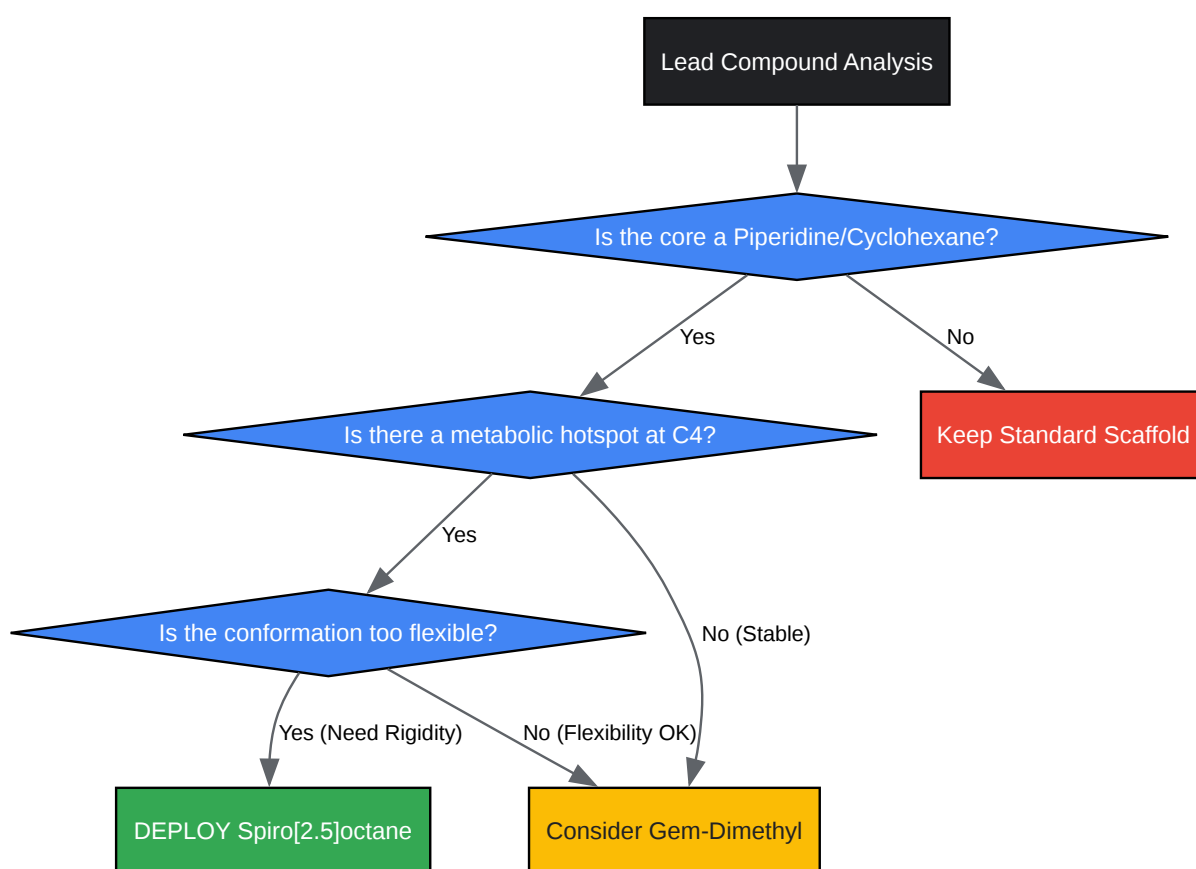 Lead Compound Analysis
Is the core a Piperidine/Cyclohexane?
Yes
No
Is there a metabolic hotspot at C4?
Keep Standard Scaffold
Yes
Is the conformation too flexible?
No (Stable)
Yes (Need Rigidity)
No (Flexibility OK)
DEPLOY Spiro[2.5]octane
Consider Gem-Dimethyl